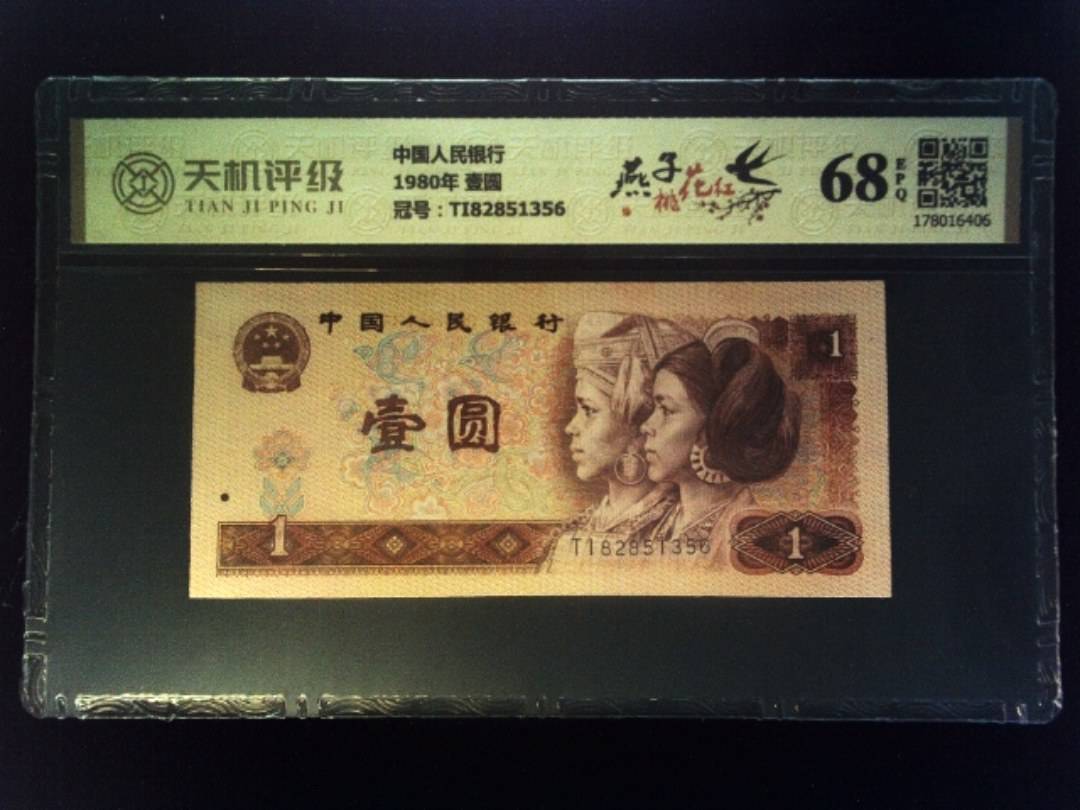 天机评级
TIAN JI PING JI
中国人民银行
1980年 壹圆
冠号：TI82851356
燕子
桃花红
68
EPQ
178016406
中国人民银行
1
壹圆
1
TI82851356
1